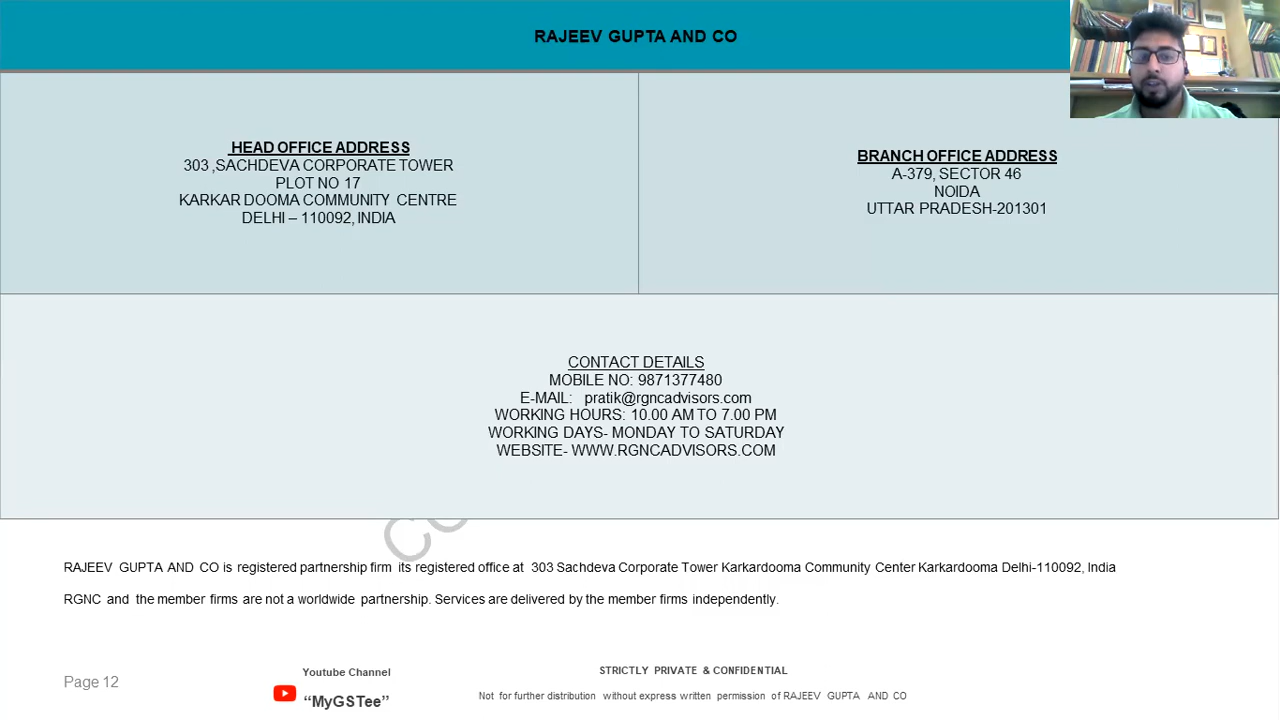 RAJEEV GUPTA AND CO
HEAD OFFICE ADDRESS
303 ,SACHDEVA CORPORATE TOWER
PLOT NO 17
KARKAR DOOMA COMMUNITY CENTRE
DELHI – 110092, INDIA
BRANCH OFFICE ADDRESS
A-379, SECTOR 46
NOIDA
UTTAR PRADESH-201301
CONTACT DETAILS
MOBILE NO: 9871377480
E-MAIL: pratik@rgncadvisors.com
WORKING HOURS: 10.00 AM TO 7.00 PM
WORKING DAYS- MONDAY TO SATURDAY
WEBSITE- WWW.RGNCADVISORS.COM
RAJEEV GUPTA AND CO is registered partnership firm its registered office at 303 Sachdeva Corporate Tower Karkardooma Community Center Karkardooma Delhi-110092, India
RGNC and the member firms are not a worldwide partnership. Services are delivered by the member firms independently.
Page 12
Youtube Channel
“MyGSTee”
STRICTLY PRIVATE & CONFIDENTIAL
Not for further distribution without express written permission of RAJEEV GUPTA AND CO